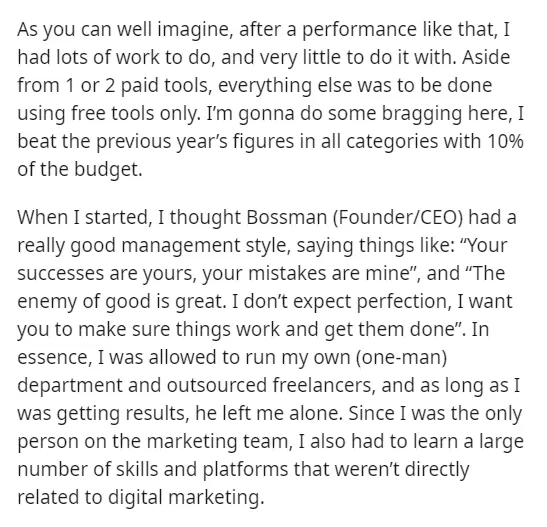 As you can well imagine, after a performance like that, I
had lots of work to do, and very little to do it with. Aside
from 1 or 2 paid tools, everything else was to be done
using free tools only. I’m gonna do some bragging here, I
beat the previous year’s figures in all categories with 10%
of the budget.
When I started, I thought Bossman (Founder/CEO) had a
really good management style, saying things like: “Your
successes are yours, your mistakes are mine”, and “The
enemy of good is great. I don’t expect perfection, I want
you to make sure things work and get them done”. In
essence, I was allowed to run my own (one-man)
department and outsourced freelancers, and as long as I
was getting results, he left me alone. Since I was the only
person on the marketing team, I also had to learn a large
number of skills and platforms that weren’t directly
related to digital marketing.